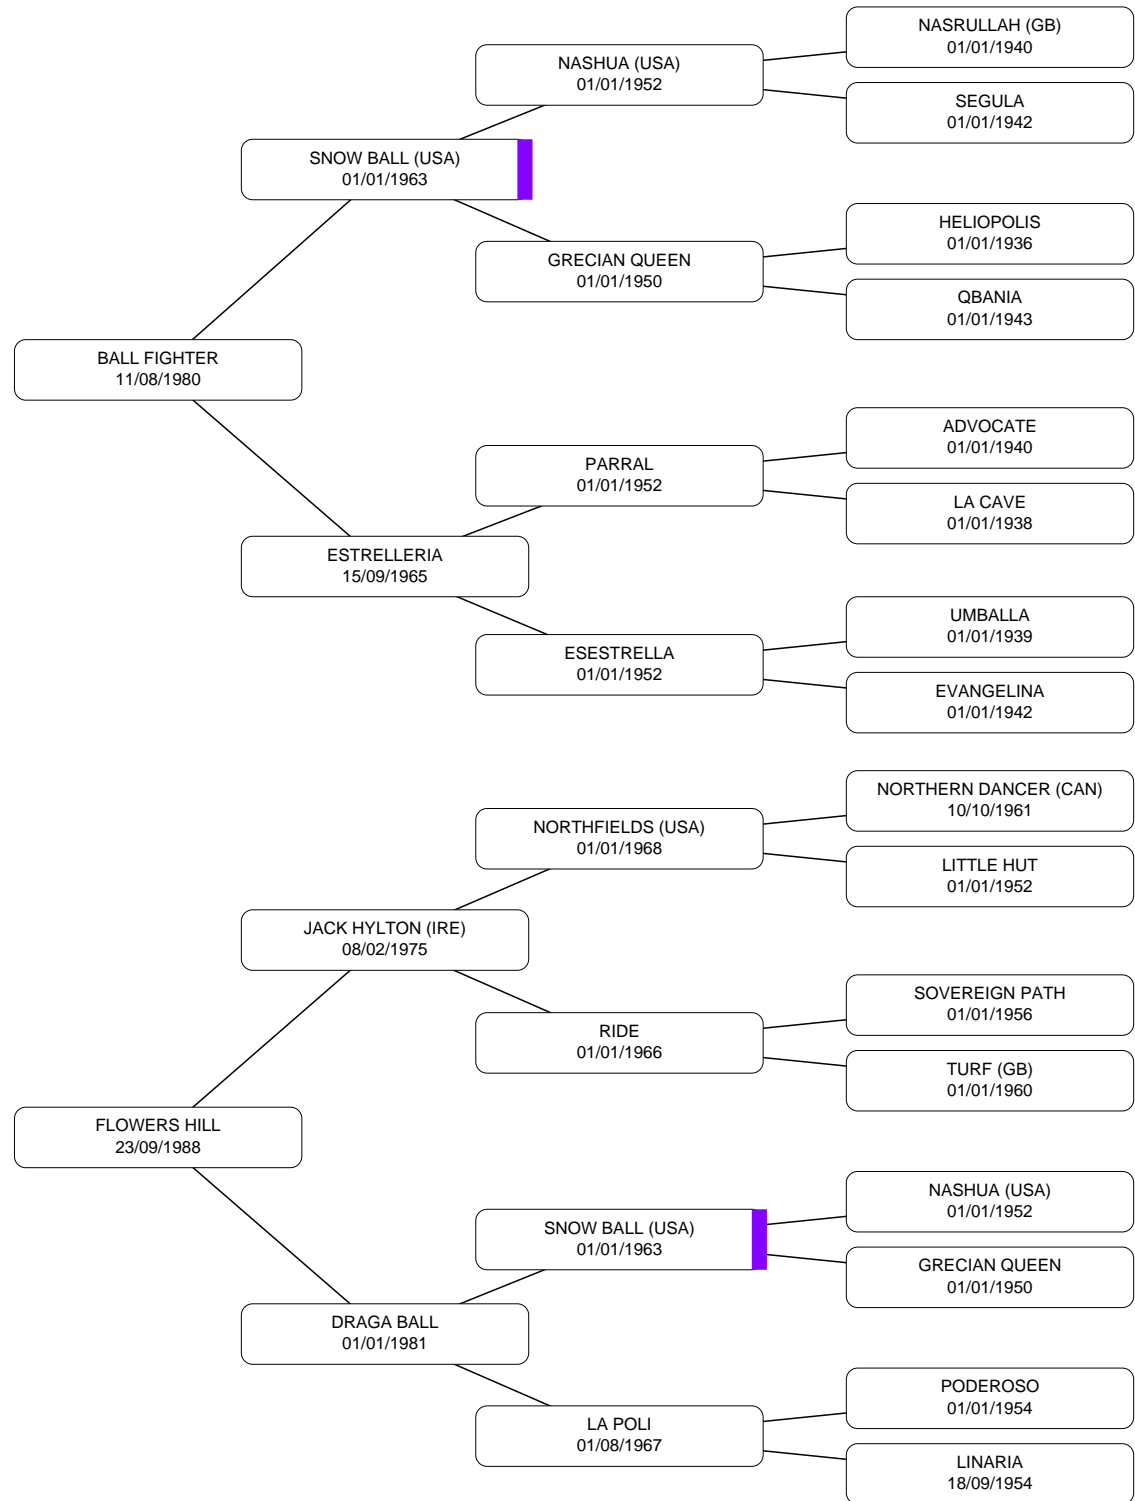 NASRULLAH (GB)
01/01/1940
NASHUA (USA)
01/01/1952
SEGULA
01/01/1942
SNOW BALL (USA)
01/01/1963
HELIOPOLIS
01/01/1936
GRECIAN QUEEN
01/01/1950
QBANIA
01/01/1943
BALL FIGHTER
11/08/1980
ADVOCATE
01/01/1940
PARRAL
01/01/1952
LA CAVE
01/01/1938
ESTRELLERIA
15/09/1965
UMBALLA
01/01/1939
ESESTRELLA
01/01/1952
EVANGELINA
01/01/1942
NORTHERN DANCER (CAN)
10/10/1961
NORTHFIELDS (USA)
01/01/1968
LITTLE HUT
01/01/1952
JACK HYLTON (IRE)
08/02/1975
SOVEREIGN PATH
01/01/1956
RIDE
01/01/1966
TURF (GB)
01/01/1960
FLOWERS HILL
23/09/1988
NASHUA (USA)
01/01/1952
SNOW BALL (USA)
01/01/1963
GRECIAN QUEEN
01/01/1950
DRAGA BALL
01/01/1981
PODEROSO
01/01/1954
LA POLI
01/08/1967
LINARIA
18/09/1954